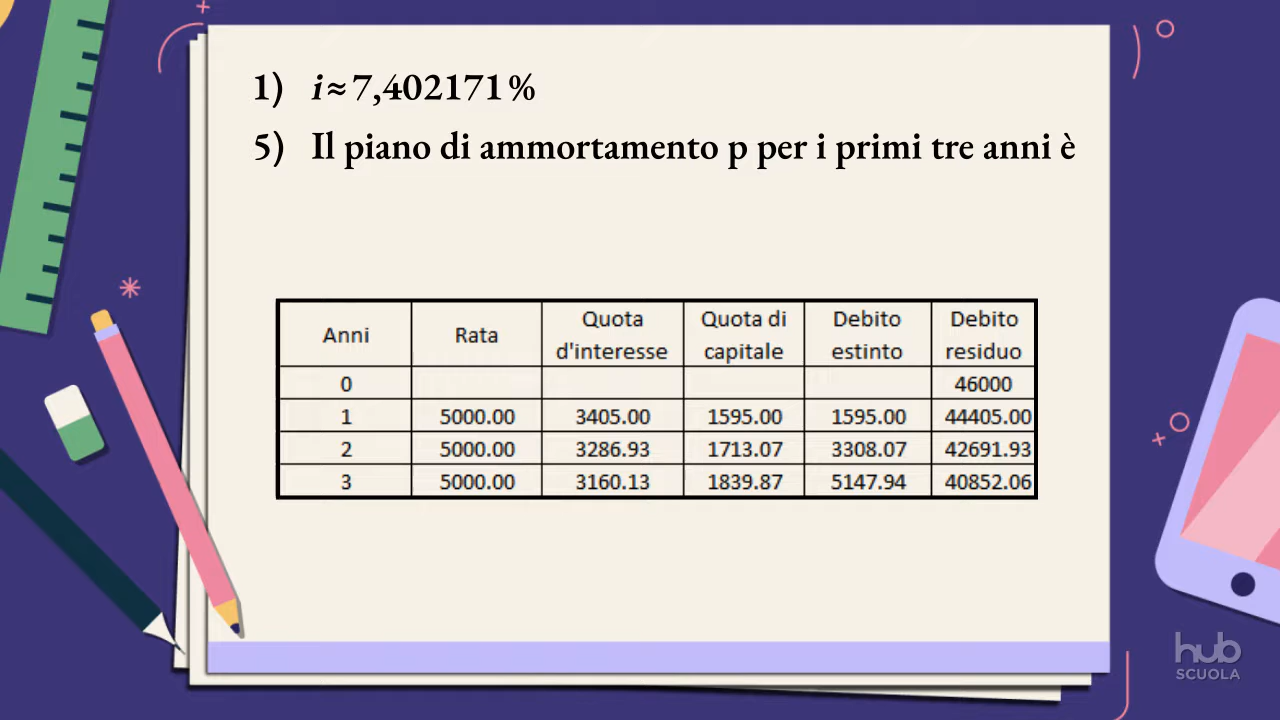 1) i≈7,402171%
5) Il piano di ammortamento p per i primi tre anni è
Anni Rata Quota d'interesse Quota di capitale Debito estinto Debito residuo
0 46000
1 5000.00 3405.00 1595.00 1595.00 44405.00
2 5000.00 3286.93 1713.07 3308.07 42691.93
3 5000.00 3160.13 1839.87 5147.94 40852.06
hub
SCUOLA